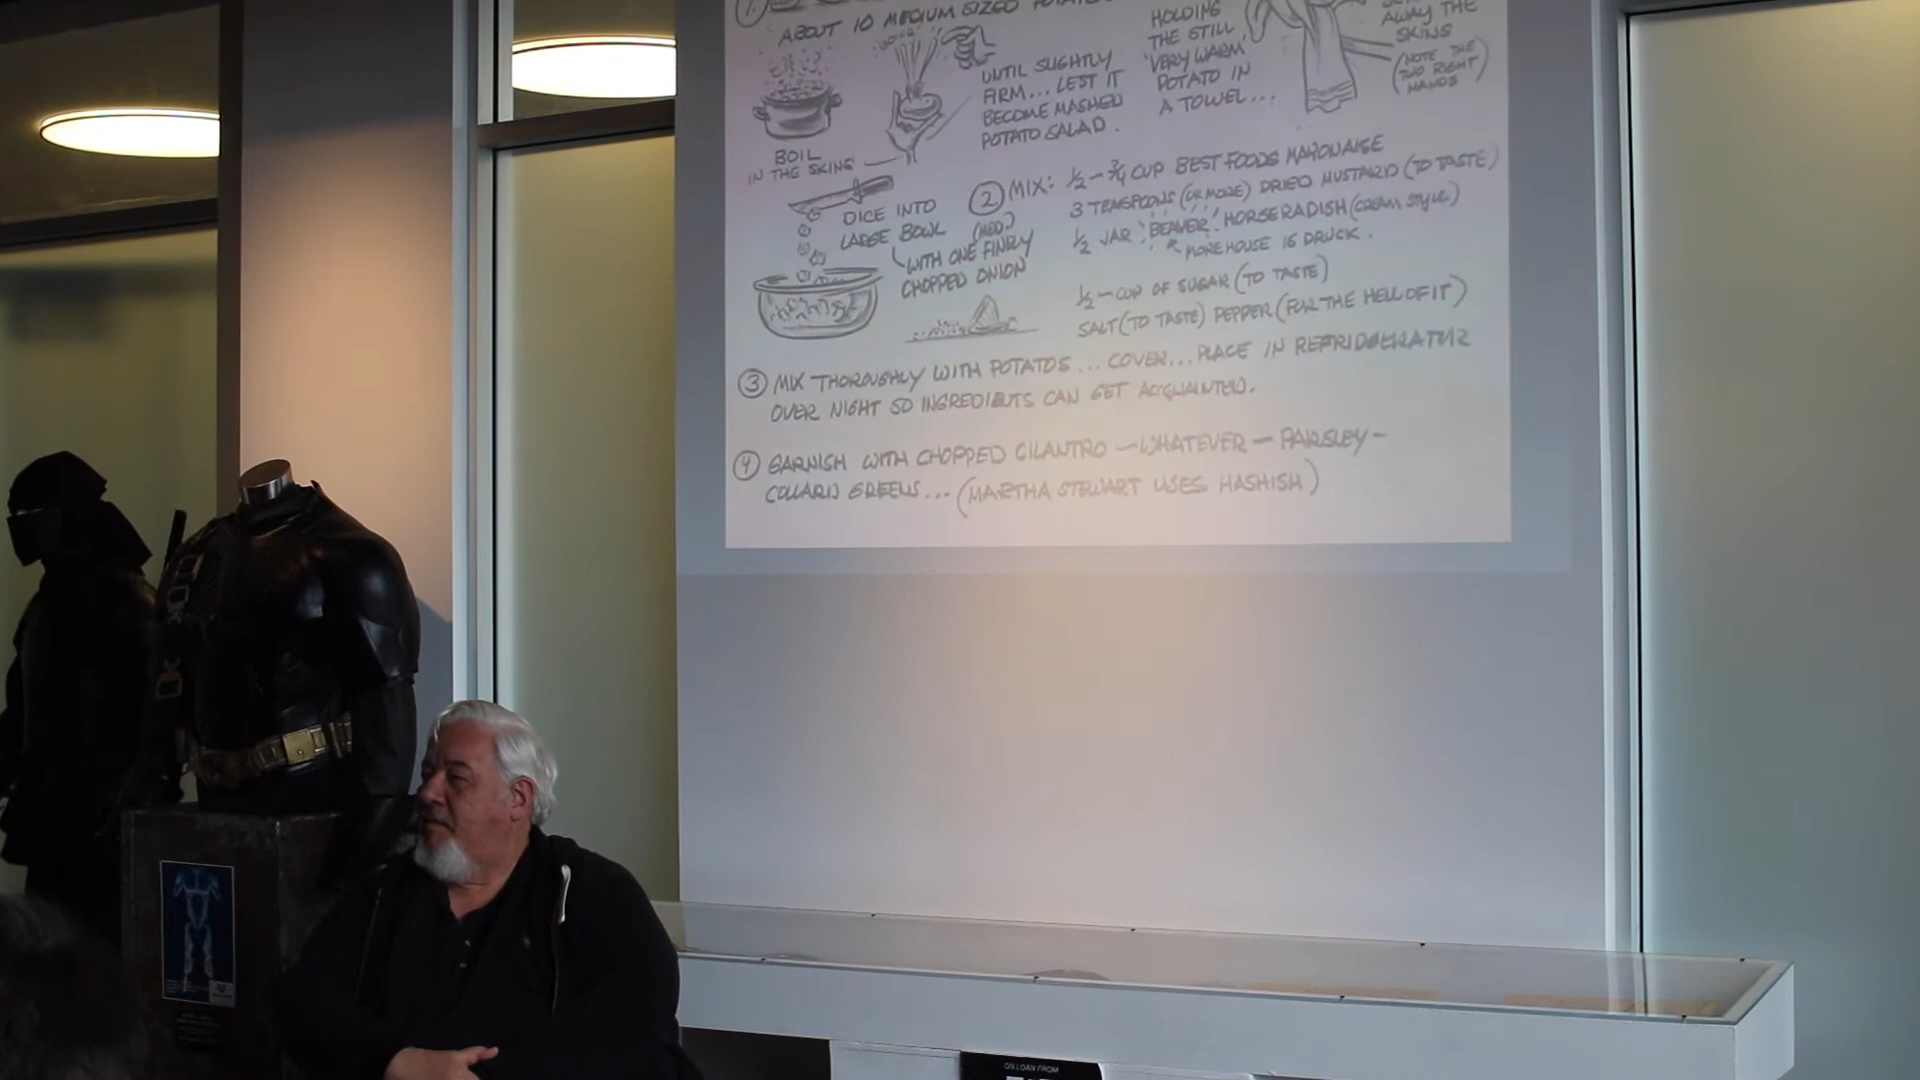 1.
ABOUT 10 MEDIUM SIZED
BOIL
IN THE SKINS
UNTIL SLIGHTLY
FIRM... LEST IT
BECOME MASHED
POTATO SALAD.
HOLDING
THE STILL
'VERY WARM'
POTATO IN
A TOWEL...
AWAY THE
SKINS
(NOTE THE
TWO RIGHT
HANDS)
DICE INTO
LARGE BOWL
(MED.)
WITH ONE FINELY
CHOPPED ONION
2 MIX: 1/2 - 3/4 CUP BEST FOODS MAYONAISE
3 TEASPOONS (OR MORE) DRIED MUSTARD (TO TASTE)
1/2 JAR 'BEAVER' HORSERADISH (CREAM STYLE)
MOREHOUSE IS DRUCK.
1/2 - CUP OF SUGAR (TO TASTE)
SALT (TO TASTE) PEPPER (FOR THE HELL OF IT)
3 MIX THOROUGHLY WITH POTATOS... COVER... PLACE IN REFRIDGERATUR
OVER NIGHT SO INGREDIENTS CAN GET ACQUAINTED.
4 GARNISH WITH CHOPPED CILANTRO - WHATEVER - PARSLEY -
COLLARD GREENS... (MARTHA STEWART USES HASHISH)
ON LOAN FROM